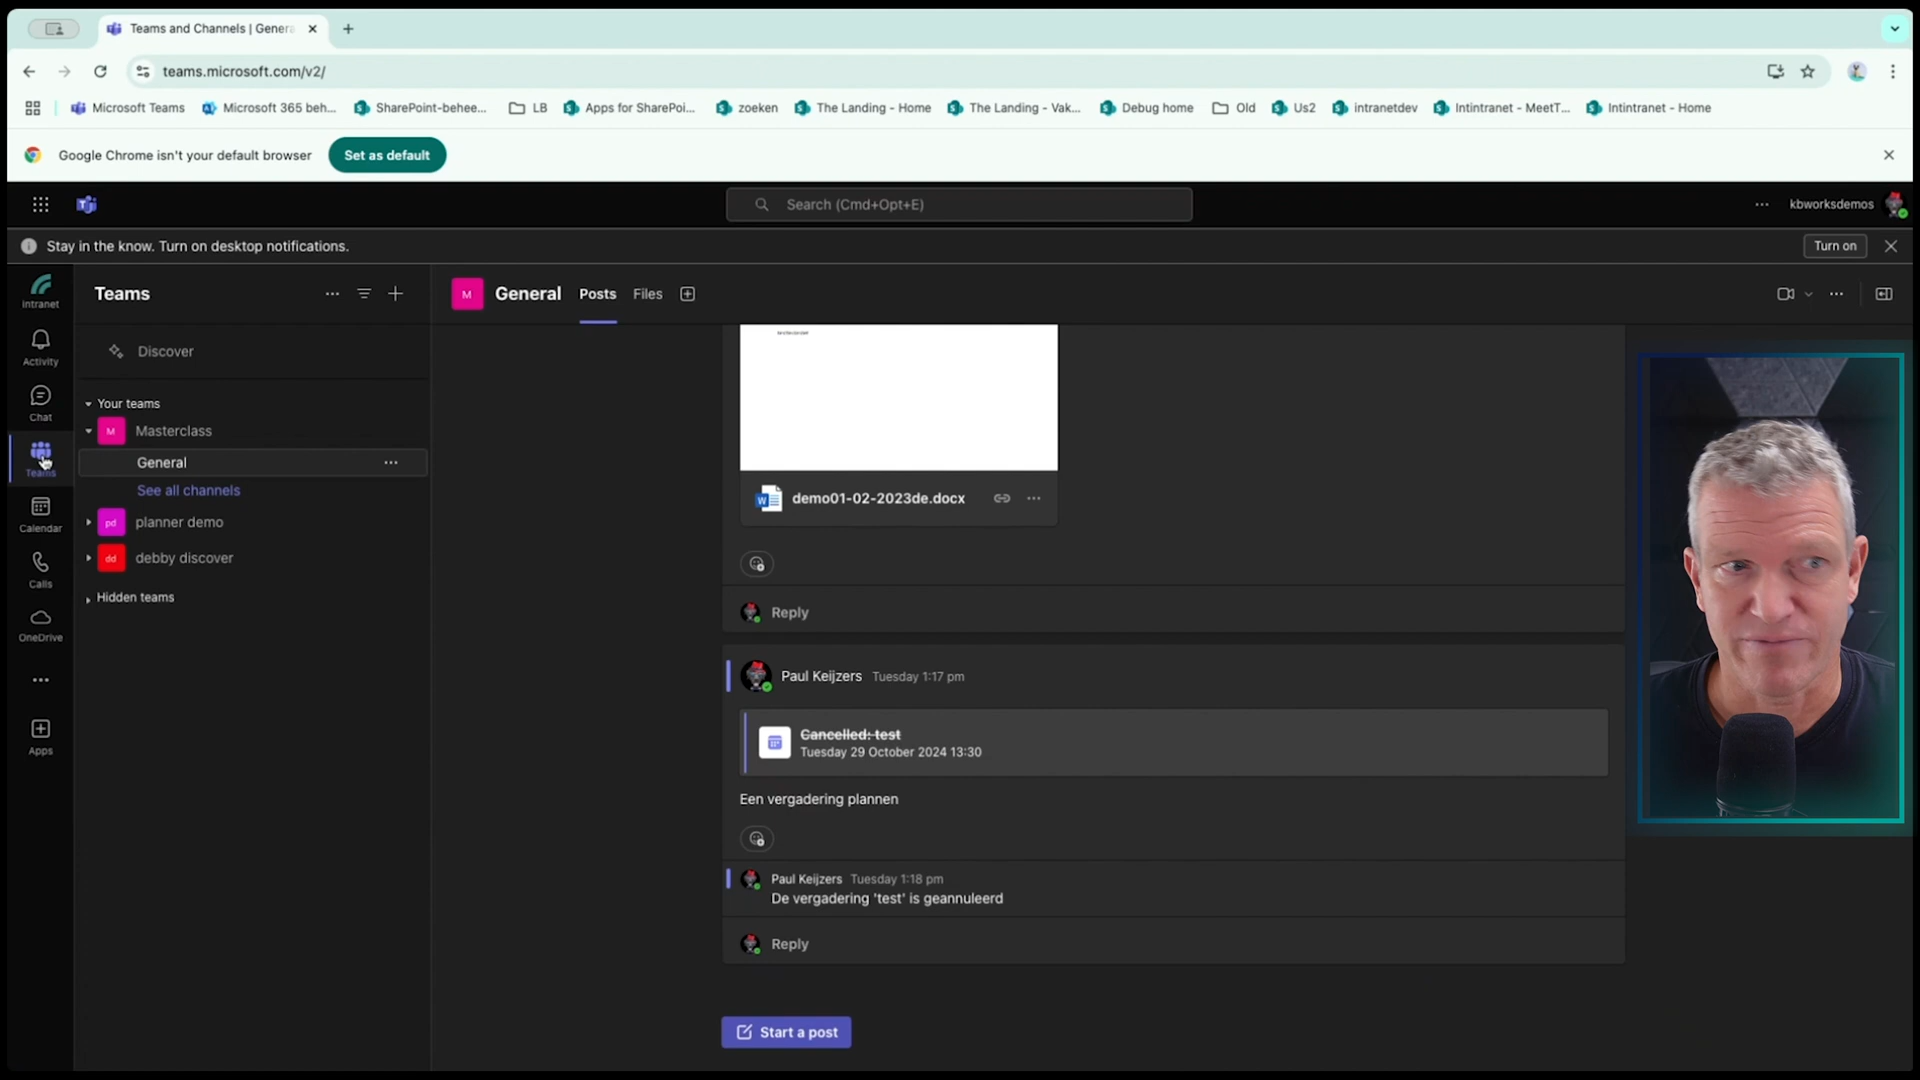 Teams and Channels | Genera
teams.microsoft.com/v2/
Microsoft Teams
Microsoft 365 beh...
SharePoint-behee...
LB
Apps for SharePoi...
zoeken
The Landing - Home
The Landing - Vak...
Debug home
Old
Us2
intranetdev
Intintranet - MeetT...
Intintranet - Home
Google Chrome isn't your default browser
Set as default
Search (Cmd+Opt+E)
kbworksdemos
Stay in the know. Turn on desktop notifications.
Turn on
Intranet
Activity
Chat
Teams
Calendar
Calls
OneDrive
Apps
Teams
Discover
Your teams
M
Masterclass
General
See all channels
pd
planner demo
dd
debby discover
Hidden teams
M
General
Posts
Files
demo01-02-2023de.docx
Reply
Paul Keijzers
Tuesday 1:17 pm
Cancelled: test
Tuesday 29 October 2024 13:30
Een vergadering plannen
Paul Keijzers
Tuesday 1:18 pm
De vergadering 'test' is geannuleerd
Reply
Start a post